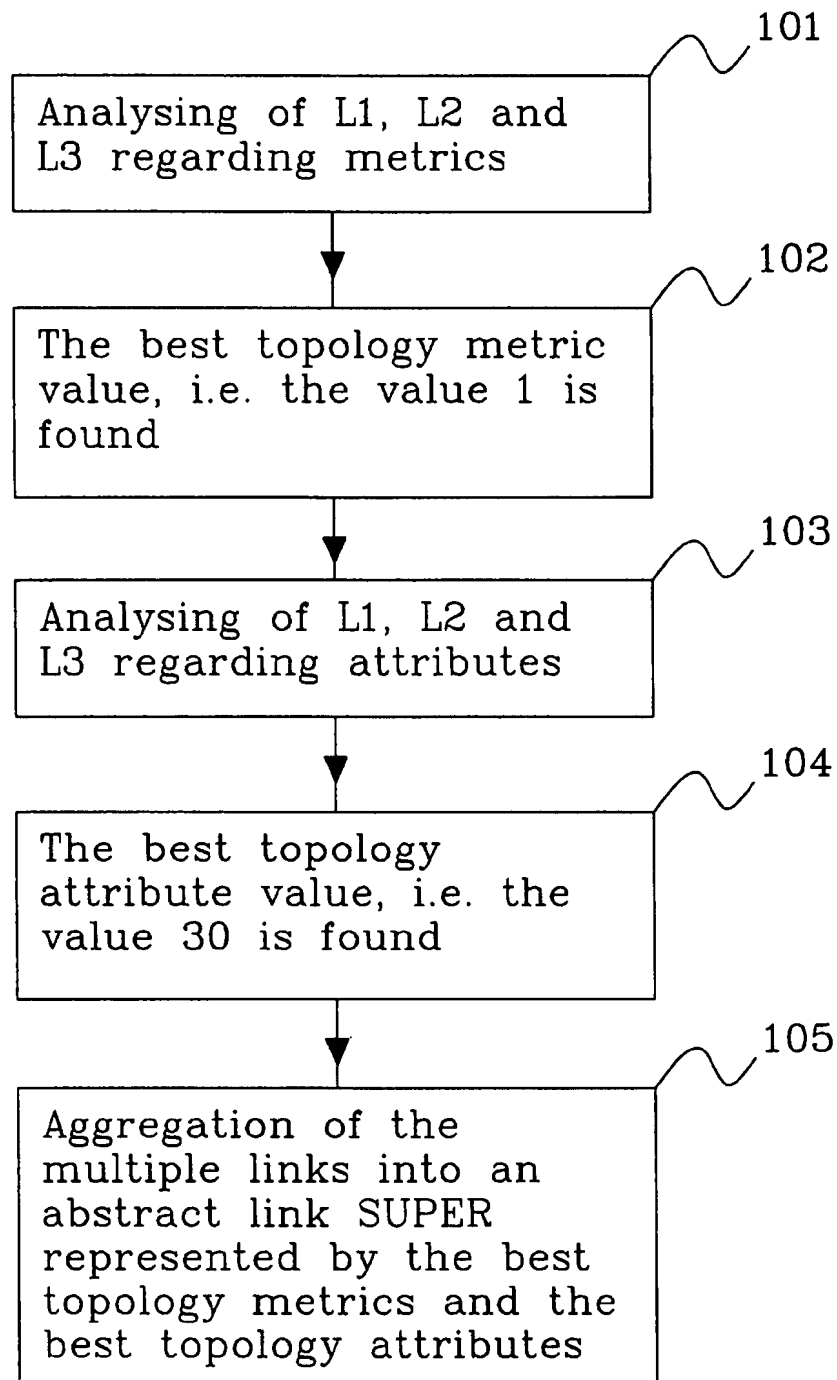 101
Analysing of L1, L2 and
L3 regarding metrics
102
The best topology metric
value, i.e. the value 1 is
found
103
Analysing of L1, L2 and
L3 regarding attributes
104
The best topology
attribute value, i.e. the
value 30 is found
105
Aggregation of the
multiple links into an
abstract link SUPER
represented by the best
topology metrics and the
best topology attributes